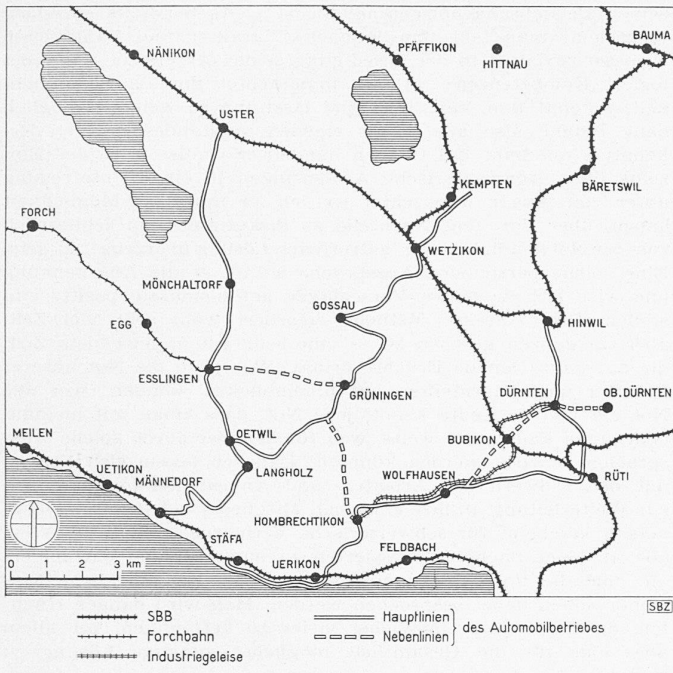 NÄNIKON
PFÄFFIKON
HITTNAU
BAUMA
USTER
KEMPTEN
BÄRETSWIL
FORCH
WETZIKON
MÖNCHALTORF
GOSSAU
EGG
HINWIL
ESSLINGEN
GRÜNINGEN
DÜRNTEN
OB. DÜRNTEN
MEILEN
OETWIL
BUBIKON
UETIKON
LANGHOLZ
MÄNNEDORF
WOLFHAUSEN
RÜTI
HOMBRECHTIKON
STÄFA
FELDBACH
UERIKON
0 1 2 3 km
SBZ
SBB
Forchbahn
Industriegeleise
Hauptlinien
Nebenlinien
des Automobilbetriebes